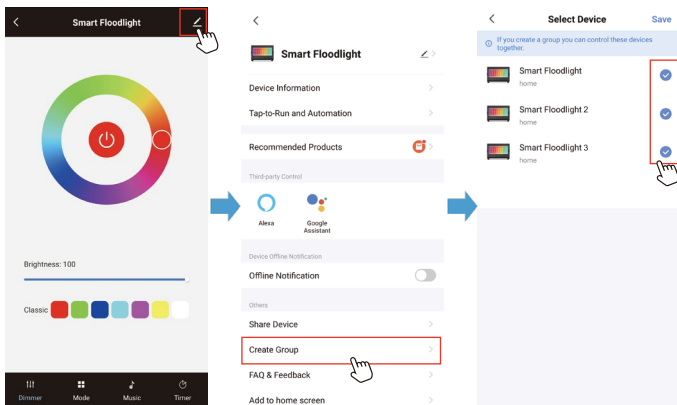 Smart Floodlight
Brightness: 100
Classic
Dimmer
Mode
Music
Timer
Smart Floodlight
Device Information
Tap-to-Run and Automation
Recommended Products
Third-party Control
Alexa
Google
Assistant
Device Offline Notification
Offline Notification
Others
Share Device
Create Group
FAQ & Feedback
Add to home screen
Select Device
Save
If you create a group you can control these devices
together.
Smart Floodlight
home
Smart Floodlight 2
home
Smart Floodlight 3
home